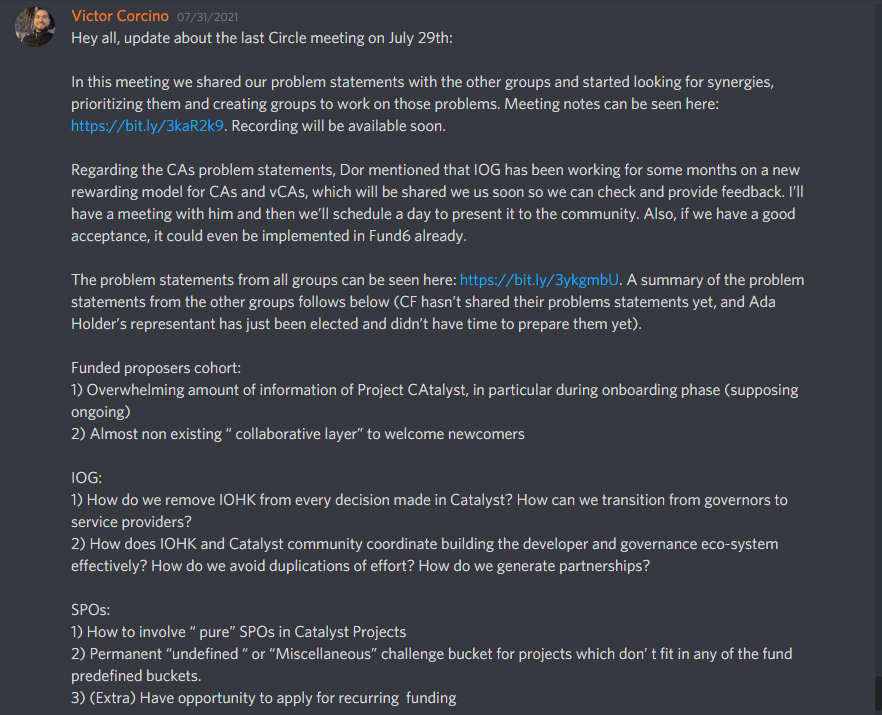 Victor Corcino 07/31/2021
Hey all, update about the last Circle meeting on July 29th:
In this meeting we shared our problem statements with the other groups and started looking for synergies,
prioritizing them and creating groups to work on those problems. Meeting notes can be seen here:
https://bit.ly/3kaR2k9. Recording will be available soon.
Regarding the CAs problem statements, Dor mentioned that IOG has been working for some months on a new
rewarding model for CAs and vCAs, which will be shared we us soon so we can check and provide feedback. I'll
have a meeting with him and then we'll schedule a day to present it to the community. Also, if we have a good
acceptance, it could even be implemented in Fund6 already.
The problem statements from all groups can be seen here: https://bit.ly/3ykgmbU. A summary of the problem
statements from the other groups follows below (CF hasn't shared their problems statements yet, and Ada
Holder's representant has just been elected and didn't have time to prepare them yet).
Funded proposers cohort:
1) Overwhelming amount of information of Project CAtalyst, in particular during onboarding phase (supposing
ongoing)
2) Almost non existing “ collaborative layer” to welcome newcomers
IOG:
1) How do we remove IOHK from every decision made in Catalyst? How can we transition from governors to
service providers?
2) How does IOHK and Catalyst community coordinate building the developer and governance eco-system
effectively? How do we avoid duplications of effort? How do we generate partnerships?
SPOs:
1) How to involve “ pure” SPOs in Catalyst Projects
2) Permanent “undefined “ or “Miscellaneous” challenge bucket for projects which don’ t fit in any of the fund
predefined buckets.
3) (Extra) Have opportunity to apply for recurring  funding